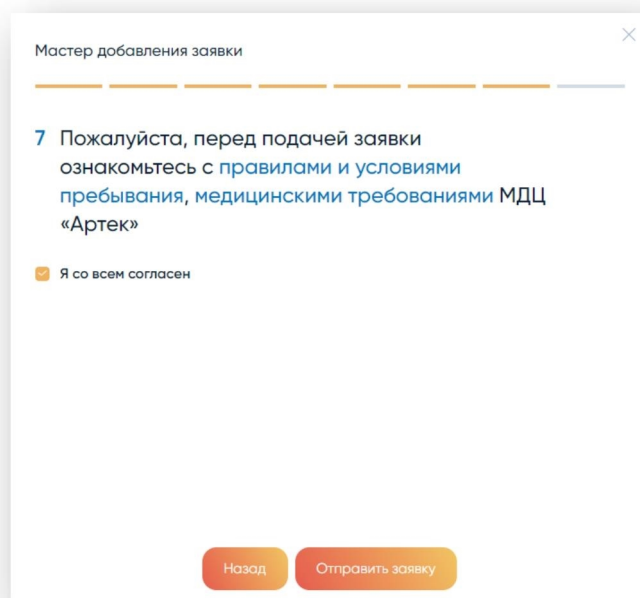 Мастер добавления заявки
7 Пожалуйста, перед подачей заявки
ознакомьтесь с правилами и условиями
пребывания, медицинскими требованиями МДЦ
«Артек»
Я со всем согласен
Назад Отправить заявку